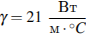 γ = 21 Вт / (м · °C)